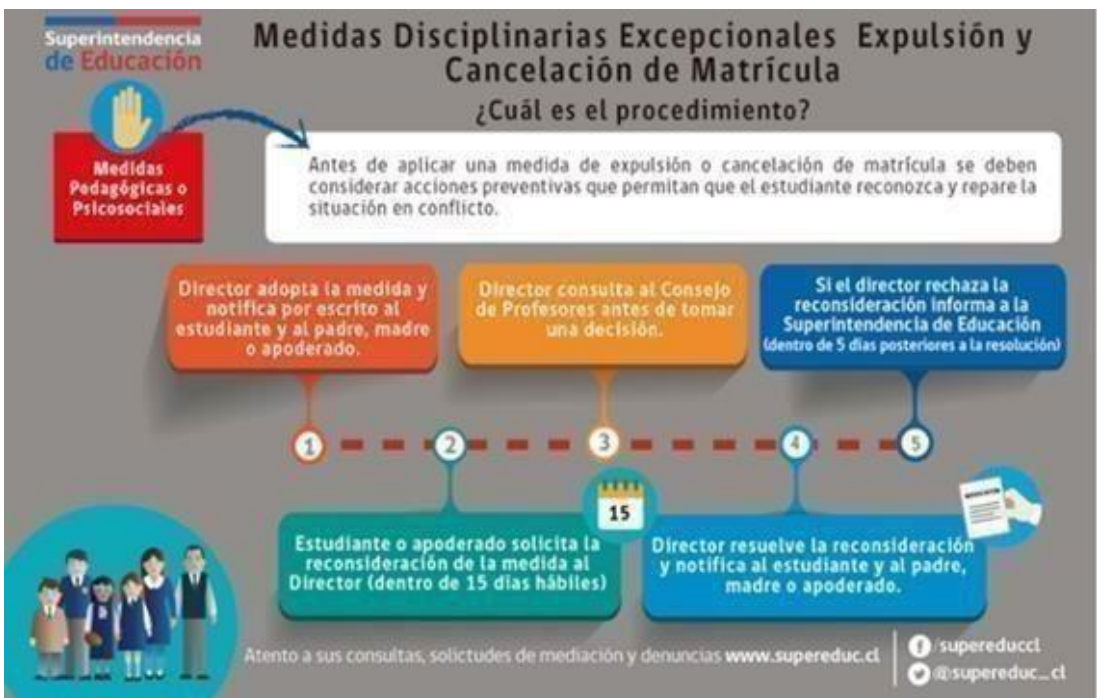 Superintendencia
de Educación
Medidas Disciplinarias Excepcionales Expulsión y
Cancelación de Matrícula
¿Cuál es el procedimiento?
Medidas
Pedagógicas o
Psicosociales
Antes de aplicar una medida de expulsión o cancelación de matrícula se deben
considerar acciones preventivas que permitan que el estudiante reconozca y repare la
situación en conflicto.
Director adopta la medida y
notifica por escrito al
estudiante y al padre, madre
o apoderado.
Director consulta al Consejo
de Profesores antes de tomar
una decisión.
Si el director rechaza la
reconsideración informa a la
Superintendencia de Educación
(dentro de 5 días posteriores a la resolución)
1
2
3
4
5
15
Estudiante o apoderado solicita la
reconsideración de la medida al
Director (dentro de 15 días hábiles)
Director resuelve la reconsideración
y notifica al estudiante y al padre,
madre o apoderado.
Atento a sus consultas, solictudes de mediación y denuncias www.supereduc.cl
/supereduccl
@supereduc_cl